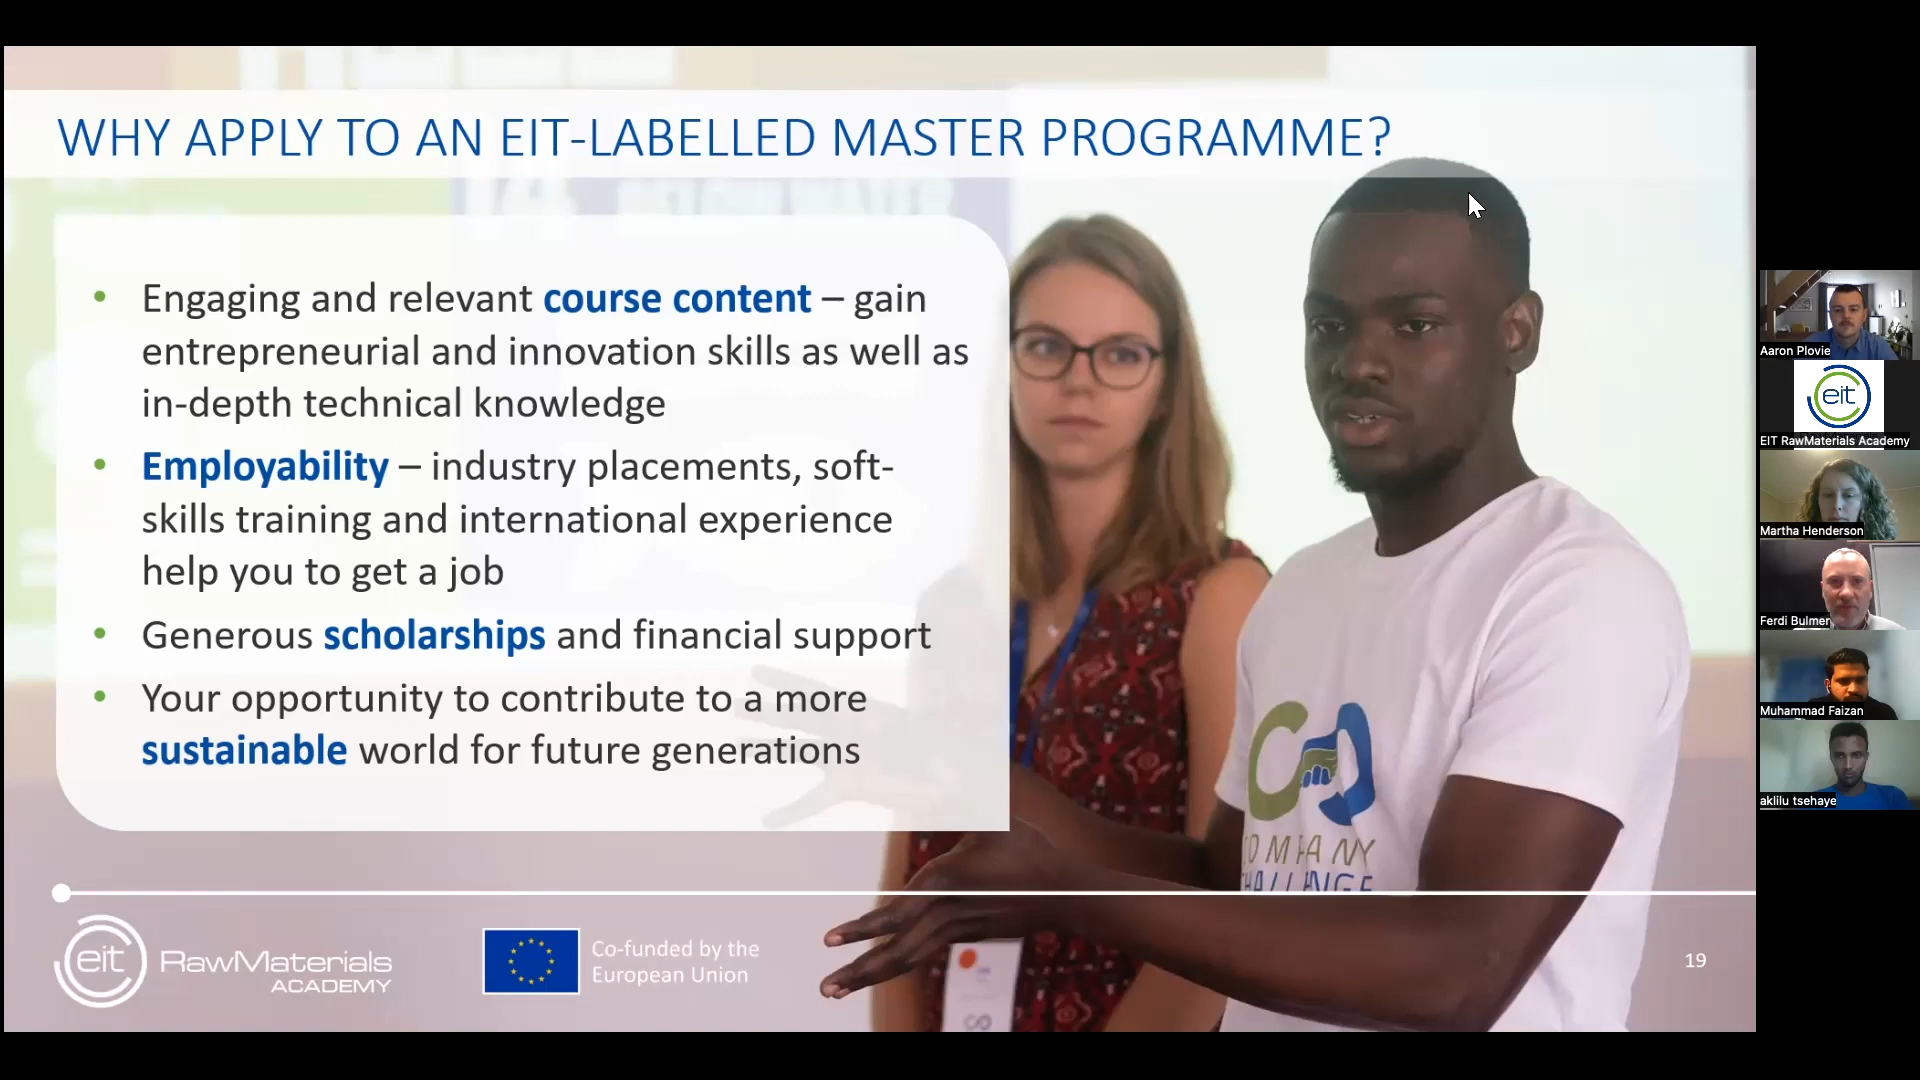 WHY APPLY TO AN EIT-LABELLED MASTER PROGRAMME?
• Engaging and relevant course content – gain
entrepreneurial and innovation skills as well as
in-depth technical knowledge
• Employability – industry placements, soft-
skills training and international experience
help you to get a job
• Generous scholarships and financial support
• Your opportunity to contribute to a more
sustainable world for future generations
COMPANY
CHALLENGE
eit RawMaterials
ACADEMY
Co-funded by the
European Union
19
Aaron Plovie
eit
EIT RawMaterials Academy
Martha Henderson
Ferdi Bulmer
Muhammad Faizan
aklilu tsehaye